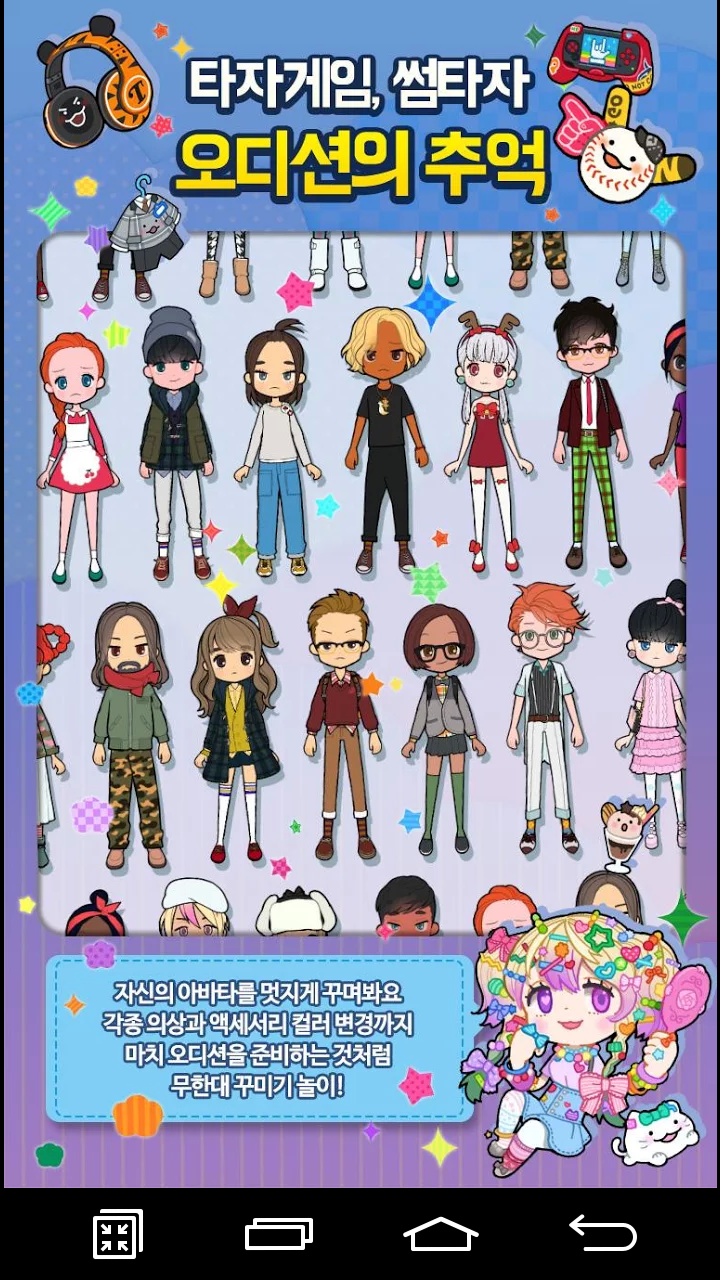 타자게임, 썸타자
오디션의 추억
자신의 아바타를 멋지게 꾸며봐요
각종 의상과 액세서리 컬러 변경까지
마치 오디션을 준비하는 것처럼
무한대 꾸미기 놀이!